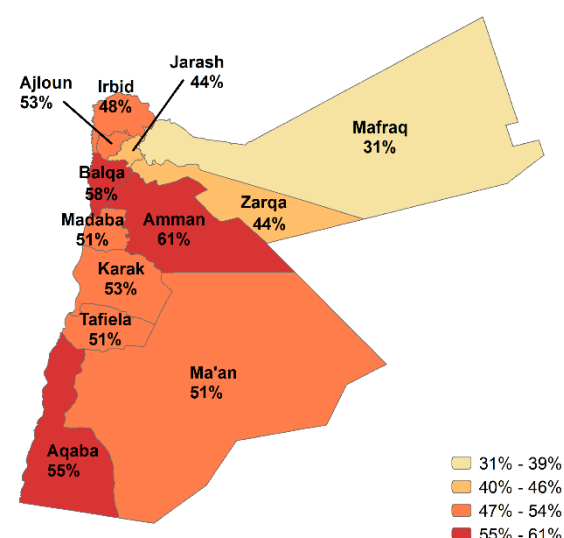 Jarash
44%
Ajloun
53%
Irbid
48%
Mafraq
31%
Balqa
58%
Zarqa
44%
Madaba
51%
Amman
61%
Karak
53%
Tafiela
51%
Ma'an
51%
Aqaba
55%
31% - 39%
40% - 46%
47% - 54%
55% - 61%